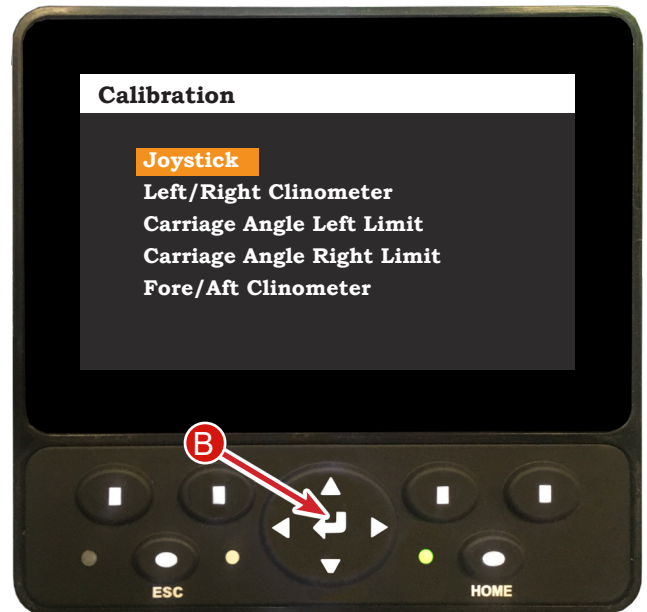 Calibration
Joystick
Left/Right Clinometer
Carriage Angle Left Limit
Carriage Angle Right Limit
Fore/Aft Clinometer
B
ESC
HOME